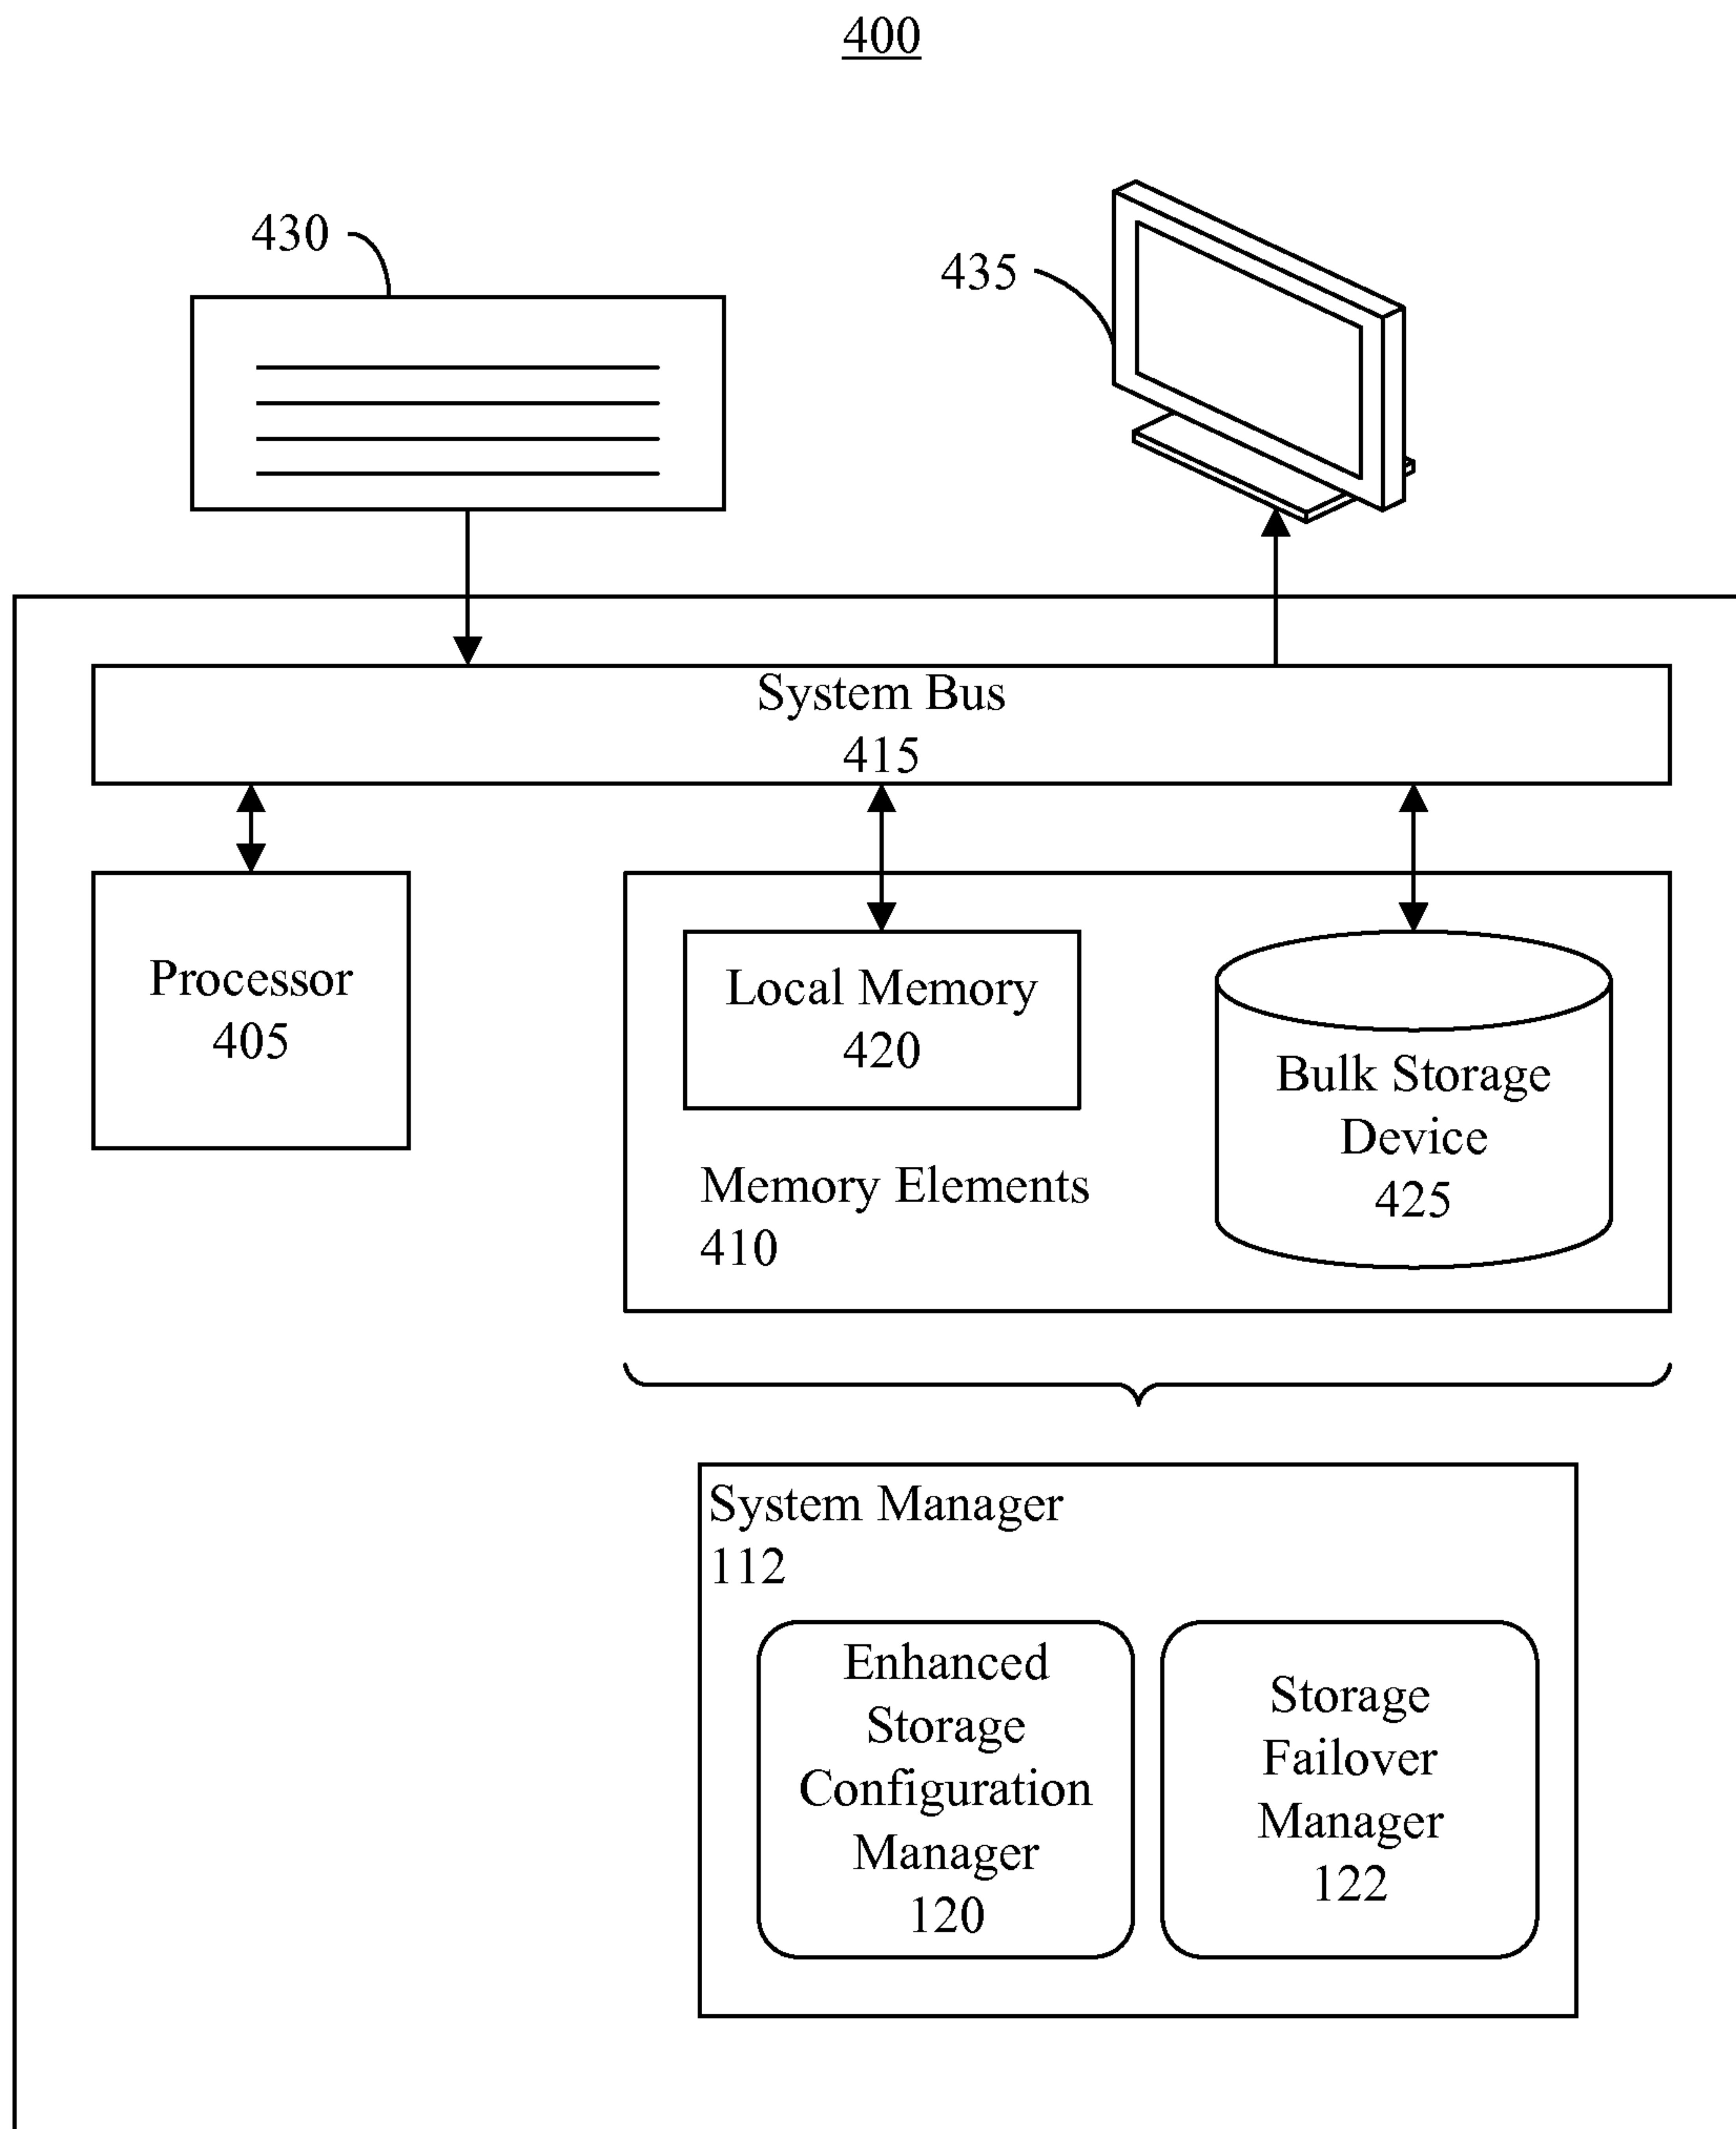 400
430
435
System Bus
415
Processor
405
Local Memory
420
Bulk Storage
Device
425
Memory Elements
410
System Manager
112
Enhanced
Storage
Configuration
Manager
120
Storage
Failover
Manager
122